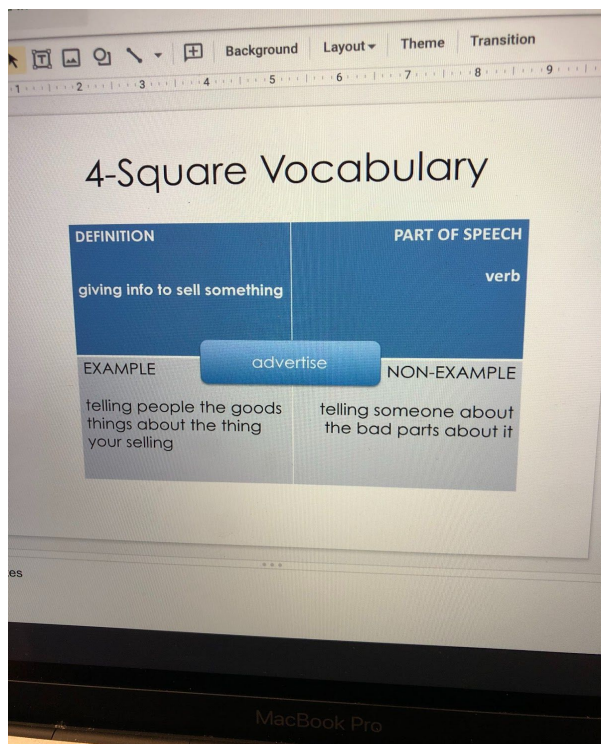 Background Layout Theme Transition
1 2 3 4 5 6 7 8 9
4-Square Vocabulary
DEFINITION
giving info to sell something
PART OF SPEECH
verb
advertise
EXAMPLE
telling people the goods
things about the thing
your selling
NON-EXAMPLE
telling someone about
the bad parts about it
es
MacBook Pro